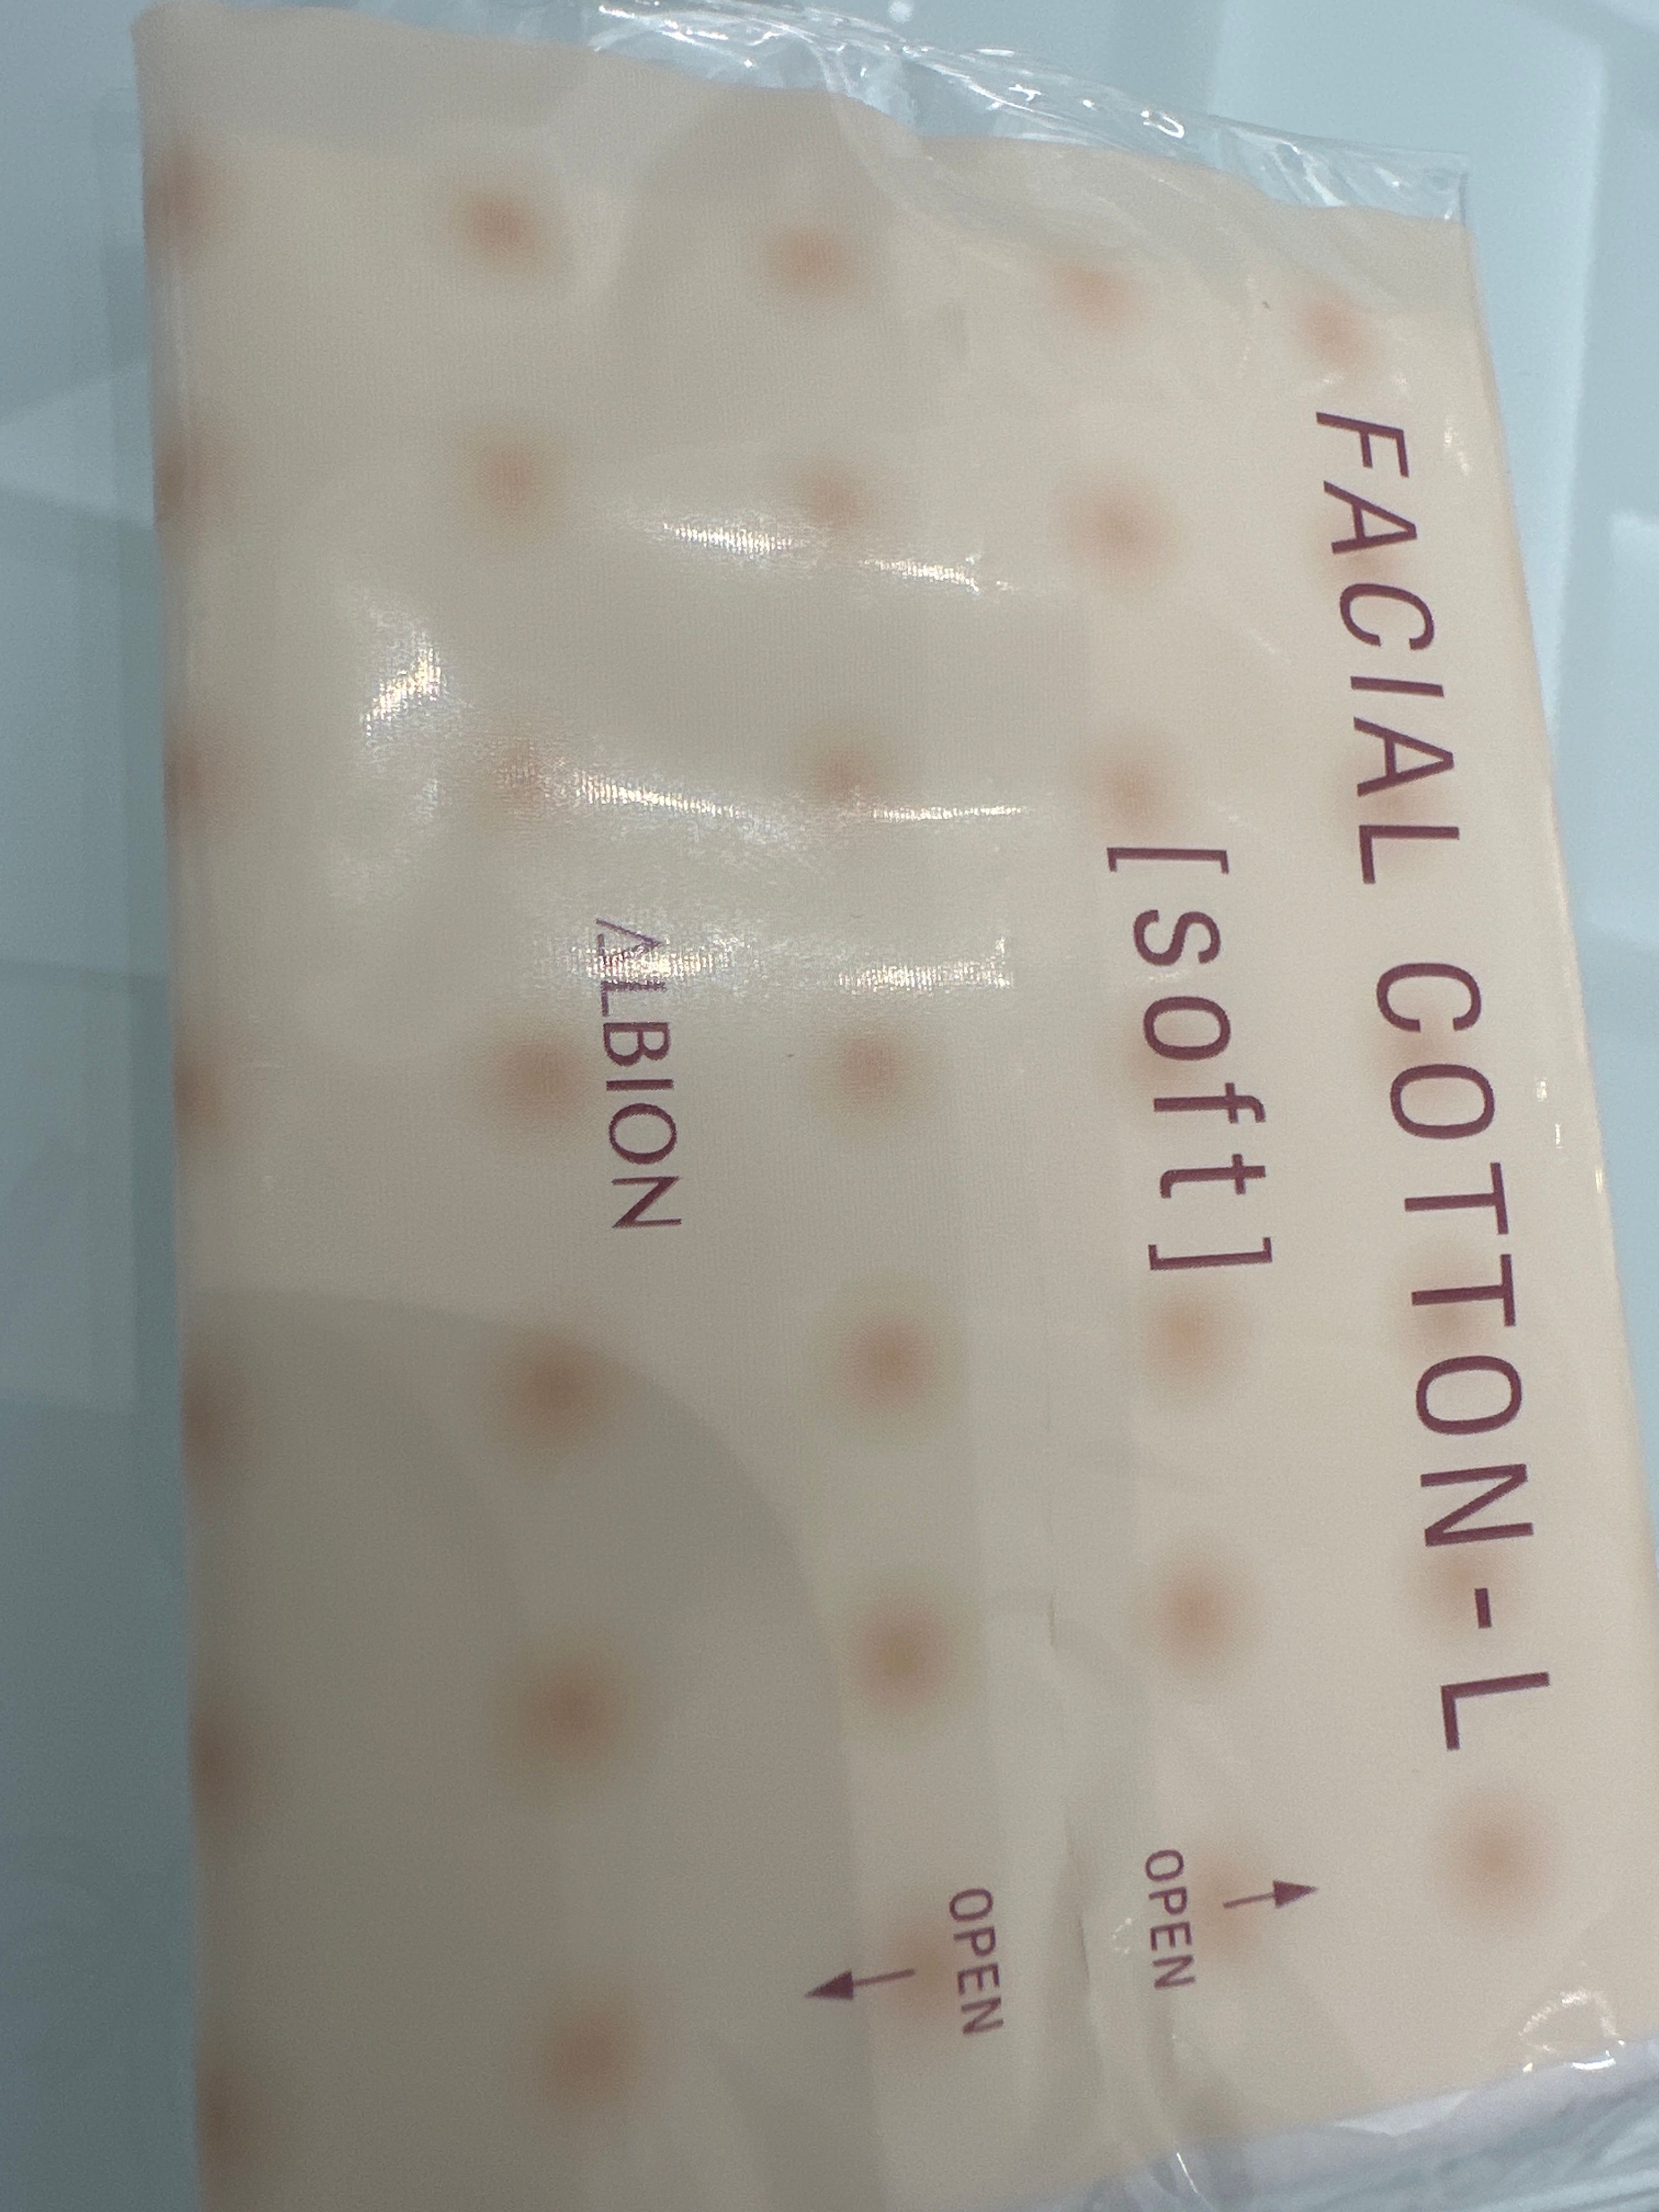 FACIAL COTTON-L
[soft]
OPEN
OPEN
ALBION